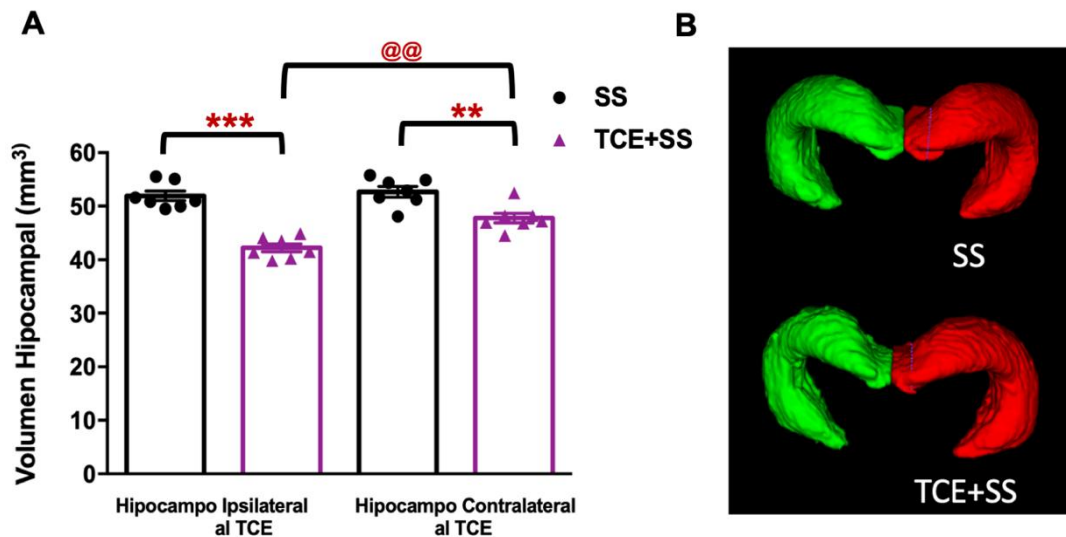 A
B
@@
SS
TCE+SS
***
**
Volumen Hipocampal (mm3)
60
50
40
30
20
10
0
Hipocampo Ipsilateral
al TCE
Hipocampo Contralateral
al TCE
SS
TCE+SS